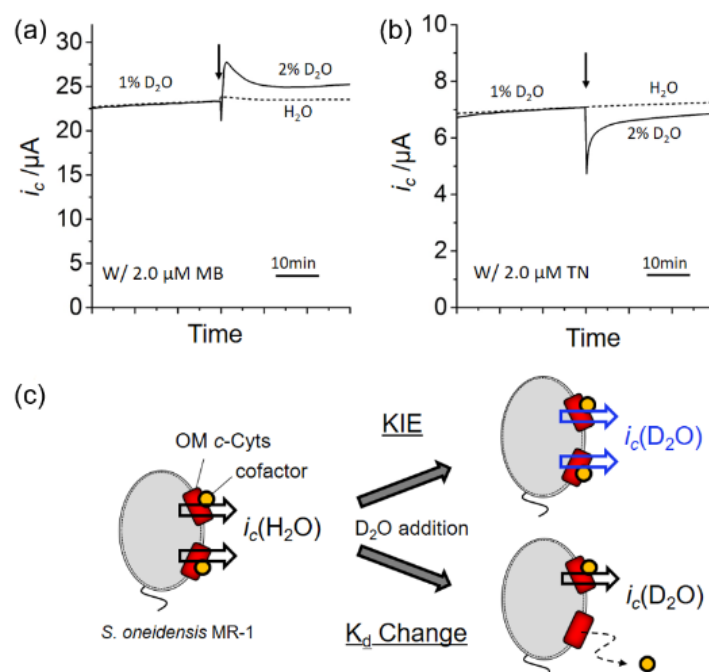 (a)
30
25
20
15
10
5
0
i_c /µA
1% D₂O
2% D₂O
H₂O
W/ 2.0 µM MB
10min
Time
(b)
10
8
6
4
2
0
i_c /µA
1% D₂O
H₂O
2% D₂O
W/ 2.0 µM TN
10min
Time
(c)
OM c-Cyts
cofactor
i_c(H₂O)
S. oneidensis MR-1
KIE
D₂O addition
K_d Change
i_c(D₂O)
i_c(D₂O)